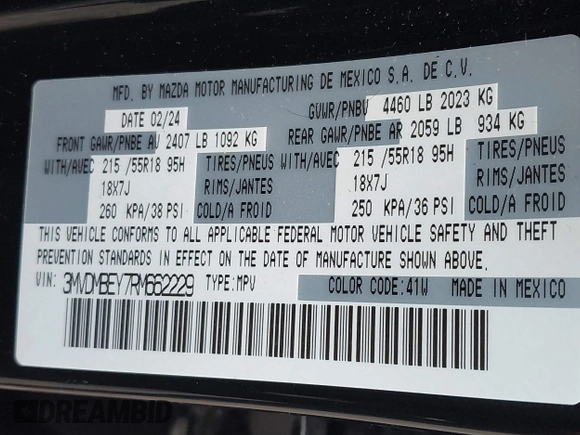 MFD. BY MAZDA MOTOR MANUFACTURING DE MEXICO S.A. DE C.V.
DATE 02/24 GVWR/PNBV 4460 LB 2023 KG
FRONT GAWR/PNBE AV 2407 LB 1092 KG REAR GAWR/PNBE AR 2059 LB 934 KG
WITH/AVEC 215 /55R18 95H TIRES/PNEUS WITH/AVEC 215 /55R18 95H TIRES/PNEUS
18X7J RIMS/JANTES 18X7J RIMS/JANTES
260 KPA/38 PSI COLD/A FROID 250 KPA/36 PSI COLD/A FROID
THIS VEHICLE CONFORMS TO ALL APPLICABLE FEDERAL MOTOR VEHICLE SAFETY AND THEFT
PREVENTION STANDARDS IN EFFECT ON THE DATE OF MANUFACTURE SHOWN ABOVE.
VIN: 3MVDMBEY7RM662229 TYPE: MPV COLOR CODE: 41W MADE IN MEXICO
DREAMBID